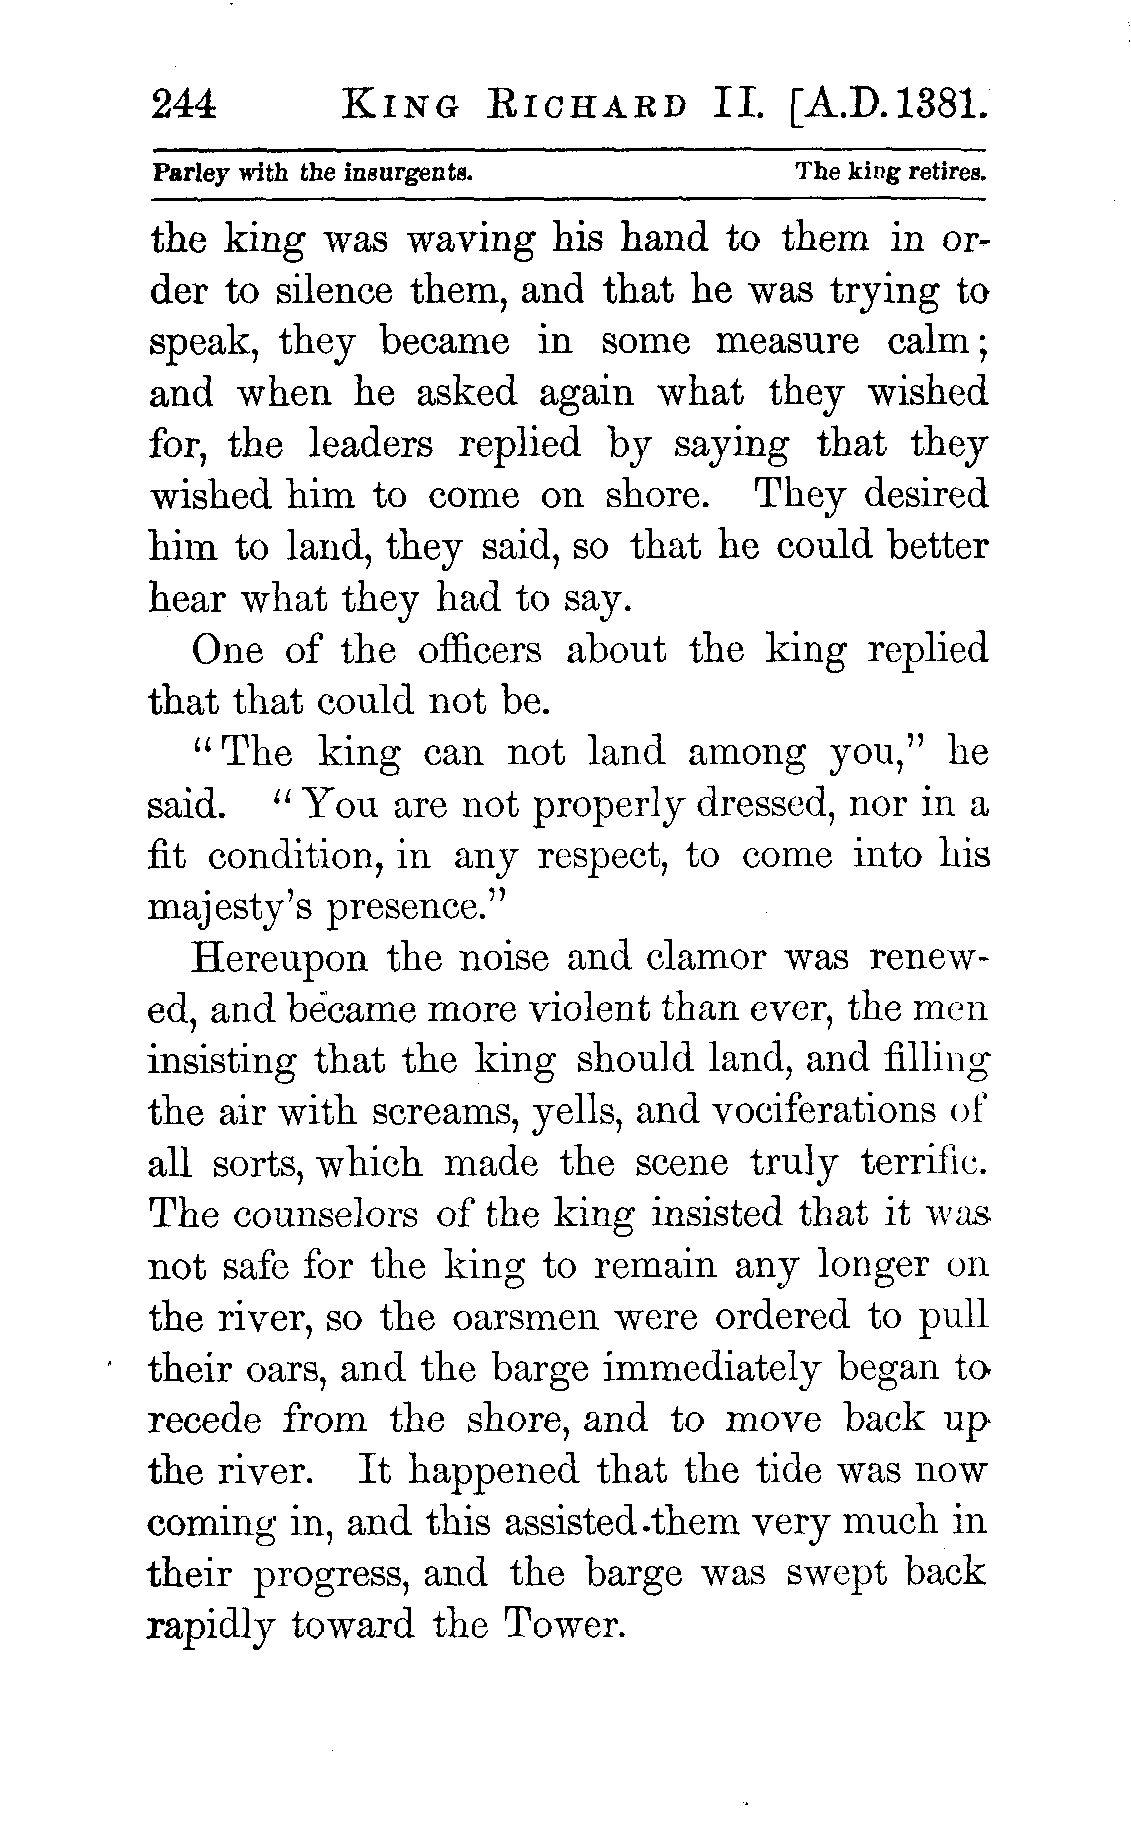 244 KING RICHARD II. [A.D. 1381.
Parley with the insurgents. The king retires.
the king was waving his hand to them in or-
der to silence them, and that he was trying to
speak, they became in some measure calm;
and when he asked again what they wished
for, the leaders replied by saying that they
wished him to come on shore. They desired
him to land, they said, so that he could better
hear what they had to say.
One of the officers about the king replied
that that could not be.
"The king can not land among you," he
said. "You are not properly dressed, nor in a
fit condition, in any respect, to come into his
majesty's presence."
Hereupon the noise and clamor was renew-
ed, and became more violent than ever, the men
insisting that the king should land, and filling
the air with screams, yells, and vociferations of
all sorts, which made the scene truly terrific.
The counselors of the king insisted that it was
not safe for the king to remain any longer on
the river, so the oarsmen were ordered to pull
their oars, and the barge immediately began to
recede from the shore, and to move back up
the river. It happened that the tide was now
coming in, and this assisted them very much in
their progress, and the barge was swept back
rapidly toward the Tower.